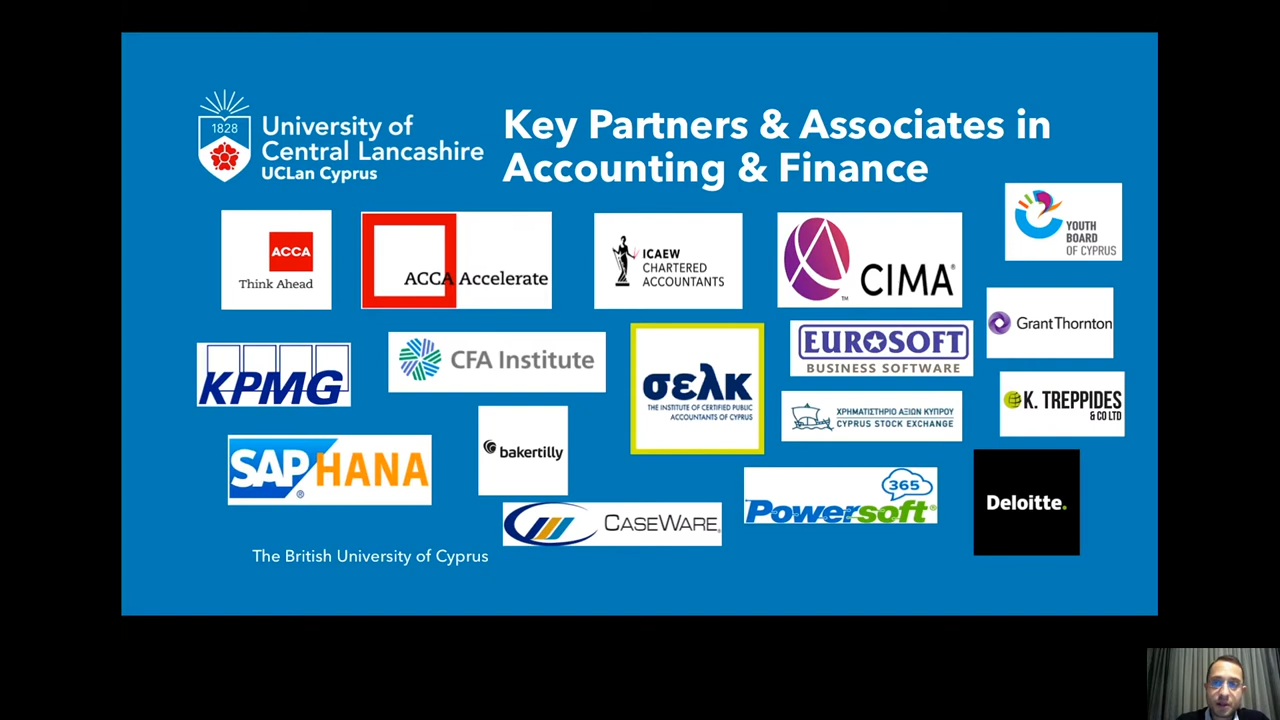 1828
University of
Central Lancashire
UCLan Cyprus
Key Partners & Associates in
Accounting & Finance
ACCA
Think Ahead
ACCA Accelerate
ICAEW
CHARTERED
ACCOUNTANTS
CIMA®
TM
YOUTH
BOARD
OF CYPRUS
KPMG
CFA Institute
σελκ
THE INSTITUTE OF CERTIFIED PUBLIC
ACCOUNTANTS OF CYPRUS
EUROSOFT
BUSINESS SOFTWARE
Grant Thornton
ΧΡΗΜΑΤΙΣΤΗΡΙΟ ΑΞΙΩΝ ΚΥΠΡΟΥ
CYPRUS STOCK EXCHANGE
K. TREPPIDES
& CO LTD
SAP® HANA
bakertilly
CASEWARE®
365
Powersoft®
Deloitte.
The British University of Cyprus